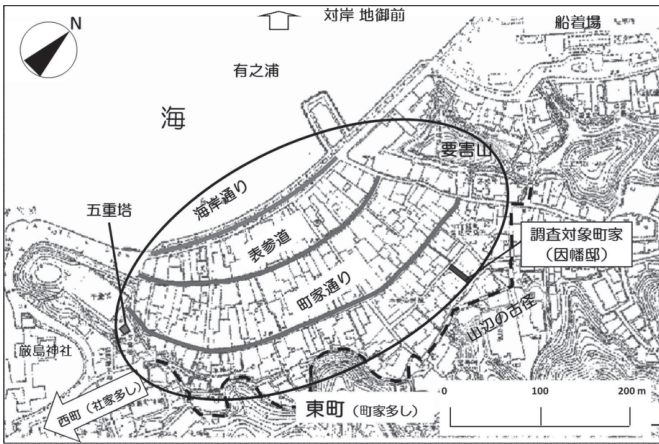 N
対岸 地御前
船着場
有之浦
海
要害山
五重塔
海岸通り
表参道
町家通り
調査対象町家
(因幡邸)
山辺の古径
厳島神社
西町(社家多し)
東町(町家多し)
0 100 200 m